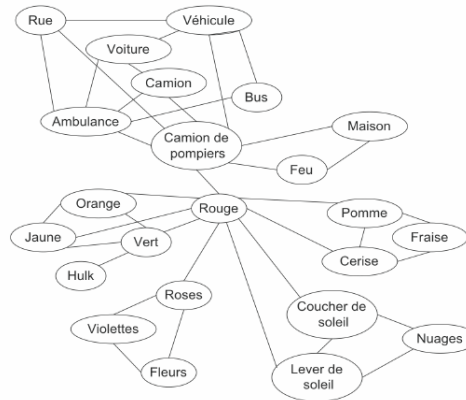 Rue
Véhicule
Voiture
Camion
Bus
Ambulance
Camion de
pompiers
Maison
Feu
Orange
Rouge
Pomme
Jaune
Vert
Fraise
Hulk
Cerise
Roses
Coucher de
soleil
Violettes
Nuages
Fleurs
Lever de
soleil